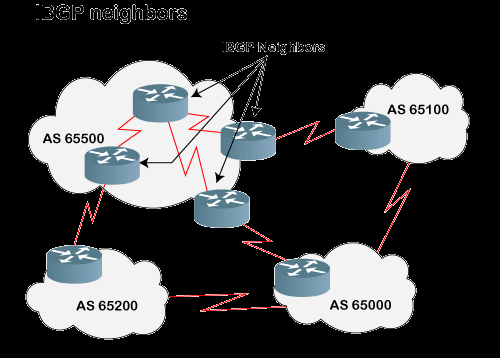 IBGP neighbors
IBGP Neighbors
AS 65100
AS 65500
AS 65200
AS 65000